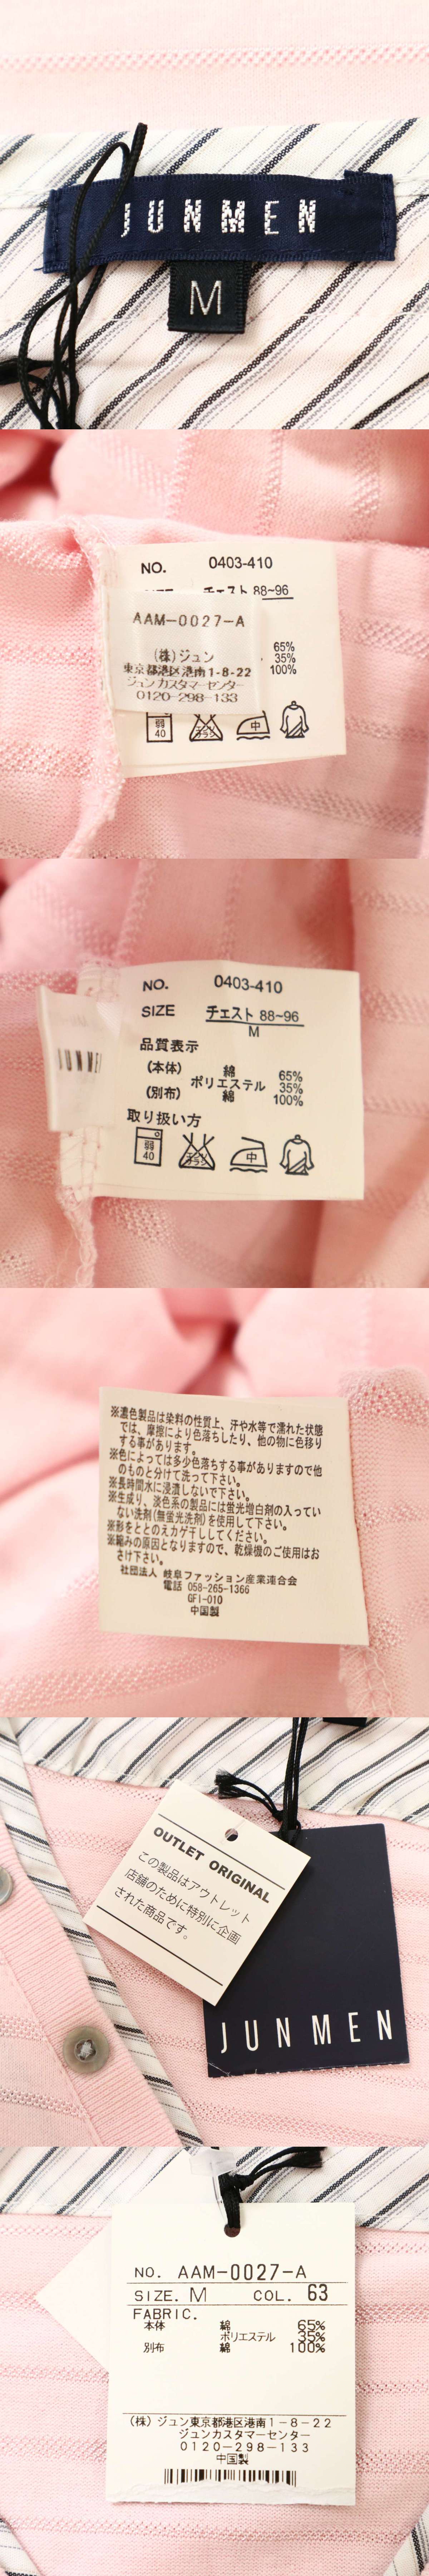 JUNMEN
M
NO. 0403-410
チェスト 88~96
AAM-0027-A
65%
(株)ジュン 35%
東京都港区港南1-8-22 100%
ジュンカスタマーセンター
0120-298-133
弱 中
40
NO. 0403-410
SIZE チェスト 88~96
M
品質表示
(本体) 綿 65%
ポリエステル 35%
(別布) 綿 100%
取り扱い方
弱 中
40
※濃色製品は染料の性質上、汗や水等で濡れた状態
では、摩擦により色落ちしたり、他の物に色移り
する事があります。
※色によっては多少色落ちする事がありますので他
のものと分けて洗って下さい。
※長時間水に浸漬しないで下さい。
※生成り、淡色系の製品には蛍光増白剤の入ってい
ない洗剤(無蛍光洗剤)を使用して下さい。
※形をととのえカゲ干ししてください。
※縮みの原因となりますので、乾燥機のご使用はお
さけ下さい。
社団法人 岐阜ファッション産業連合会
電話 058-265-1366
GFI-010
中国製
OUTLET ORIGINAL
この製品はアウトレット
店舗のために特別に企画
された商品です。
JUNMEN
NO. AAM-0027-A
SIZE. M COL. 63
FABRIC.
本体 綿 65%
ポリエステル 35%
別布 綿 100%
(株)ジュン東京都港区港南1-8-22
ジュンカスタマーセンター
0120-298-133
中国製